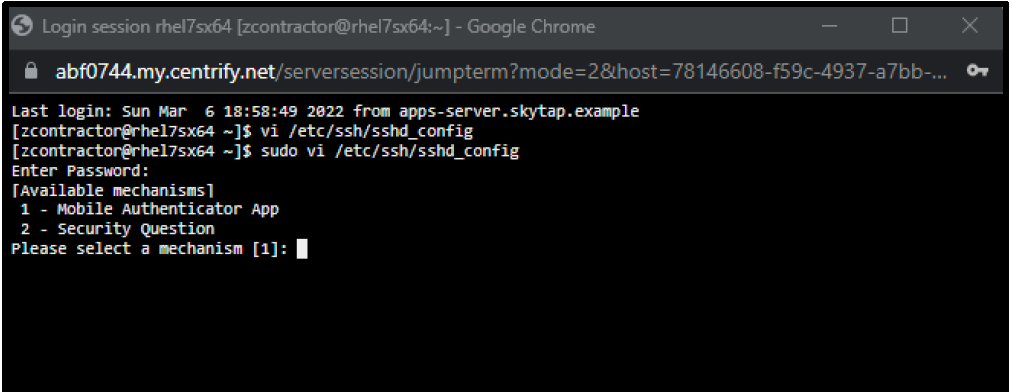 Login session rhel7sx64 [zcontractor@rhel7sx64:~] - Google Chrome
abf0744.my.centrify.net/serversession/jumpterm?mode=2&host=78146608-f59c-4937-a7bb-...
Last login: Sun Mar  6 18:58:49 2022 from apps-server.skytap.example
[zcontractor@rhel7sx64 ~]$ vi /etc/ssh/sshd_config
[zcontractor@rhel7sx64 ~]$ sudo vi /etc/ssh/sshd_config
Enter Password:
[Available mechanisms]
 1 - Mobile Authenticator App
 2 - Security Question
Please select a mechanism [1]: